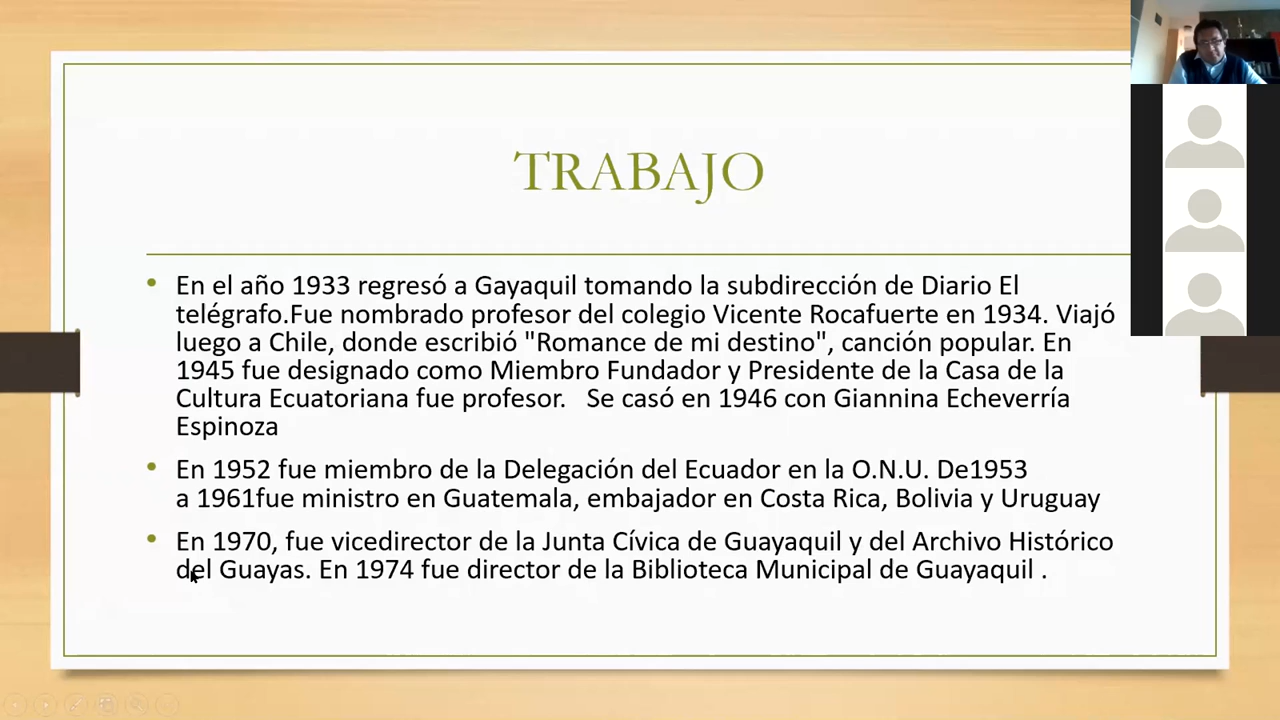 TRABAJO
• En el año 1933 regresó a Gayaquil tomando la subdirección de Diario El
telégrafo.Fue nombrado profesor del colegio Vicente Rocafuerte en 1934. Viajó
luego a Chile, donde escribió "Romance de mi destino", canción popular. En
1945 fue designado como Miembro Fundador y Presidente de la Casa de la
Cultura Ecuatoriana fue profesor.   Se casó en 1946 con Giannina Echeverría
Espinoza
• En 1952 fue miembro de la Delegación del Ecuador en la O.N.U. De1953
a 1961fue ministro en Guatemala, embajador en Costa Rica, Bolivia y Uruguay
• En 1970, fue vicedirector de la Junta Cívica de Guayaquil y del Archivo Histórico
del Guayas. En 1974 fue director de la Biblioteca Municipal de Guayaquil .